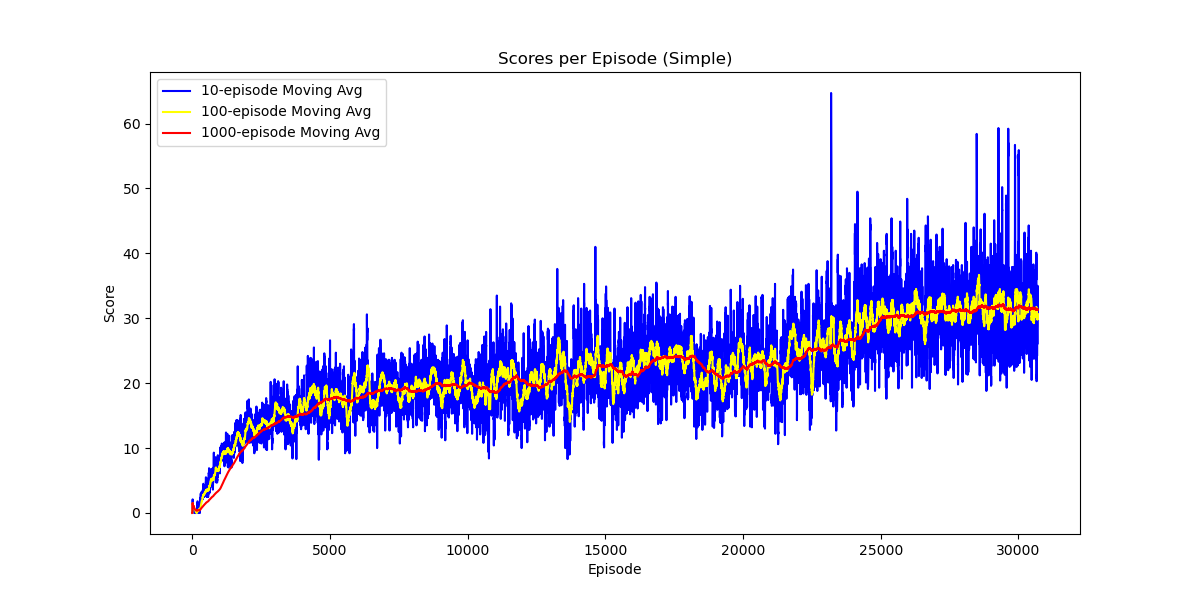 Scores per Episode (Simple)
10-episode Moving Avg
100-episode Moving Avg
1000-episode Moving Avg
60
50
40
30
20
10
0
Score
0 5000 10000 15000 20000 25000 30000
Episode